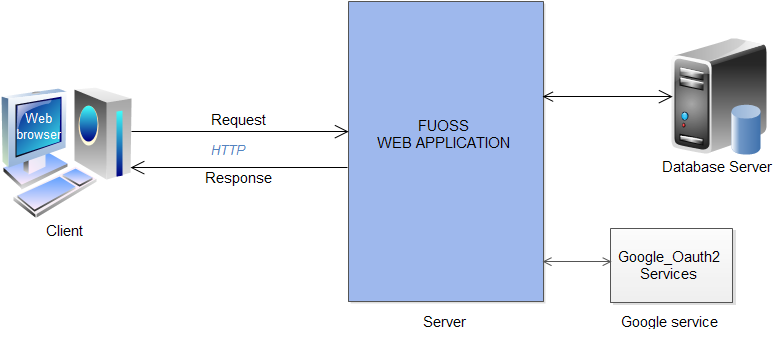 Web
browser
Client
Request
HTTP
Response
FUOSS
WEB APPLICATION
Server
Database Server
Google_Oauth2
Services
Google service